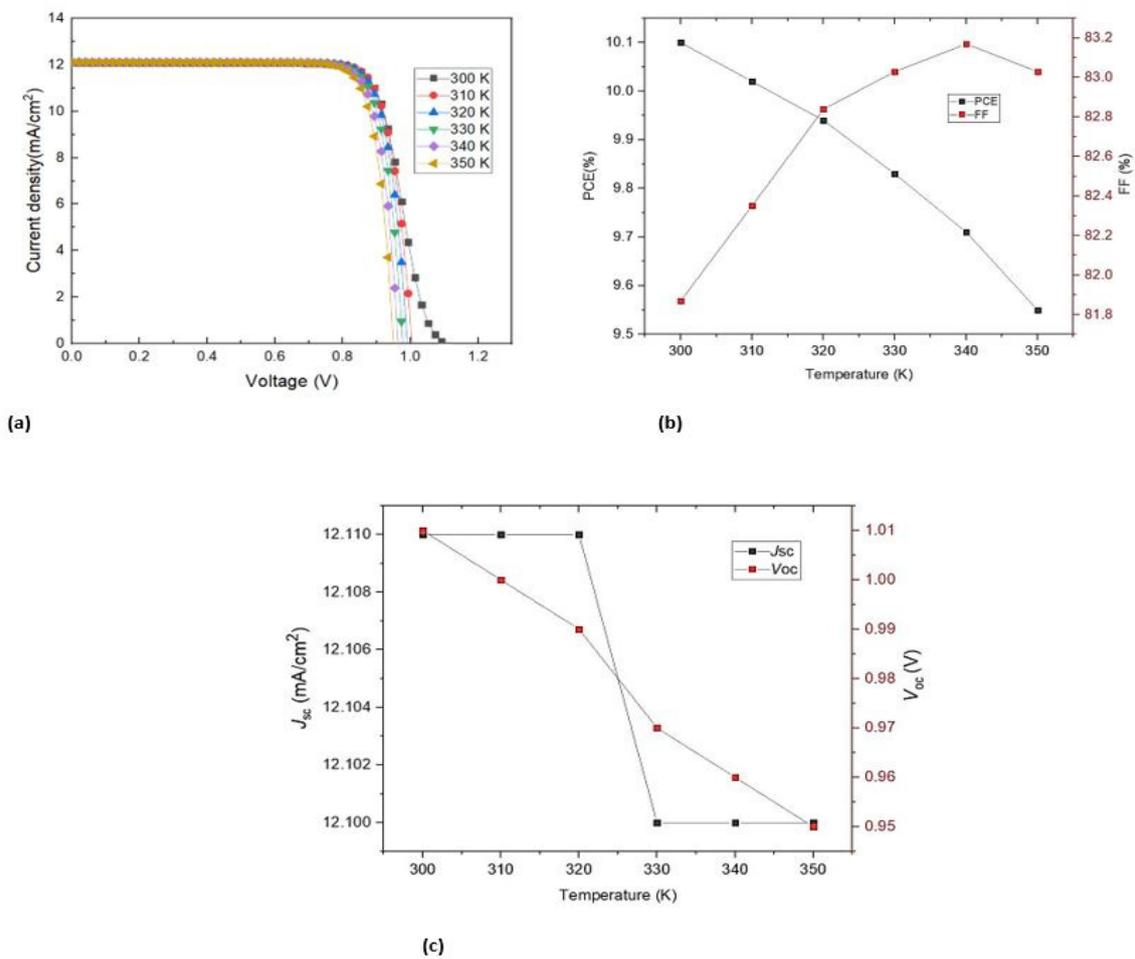 14
12
10
8
6
4
2
0
Current density(mA/cm²)
300 K
310 K
320 K
330 K
340 K
350 K
0.0 0.2 0.4 0.6 0.8 1.0 1.2
Voltage (V)
(a)
10.1
10.0
9.9
9.8
9.7
9.6
9.5
PCE(%)
PCE
FF
83.2
83.0
82.8
82.6
82.4
82.2
82.0
81.8
FF (%)
300 310 320 330 340 350
Temperature (K)
(b)
12.110
12.108
12.106
12.104
12.102
12.100
Jsc (mA/cm²)
Jsc
Voc
1.01
1.00
0.99
0.98
0.97
0.96
0.95
Voc (V)
300 310 320 330 340 350
Temperature (K)
(c)